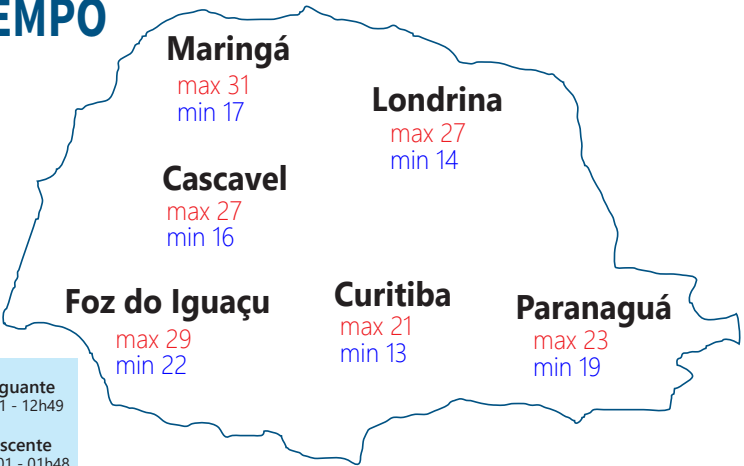 EMPO
Maringá
max 31
min 17
Londrina
max 27
min 14
Cascavel
max 27
min 16
Foz do Iguaçu
max 29
min 22
Curitiba
max 21
min 13
Paranaguá
max 23
min 19
guante
1 - 12h49
scente
01 - 01h48